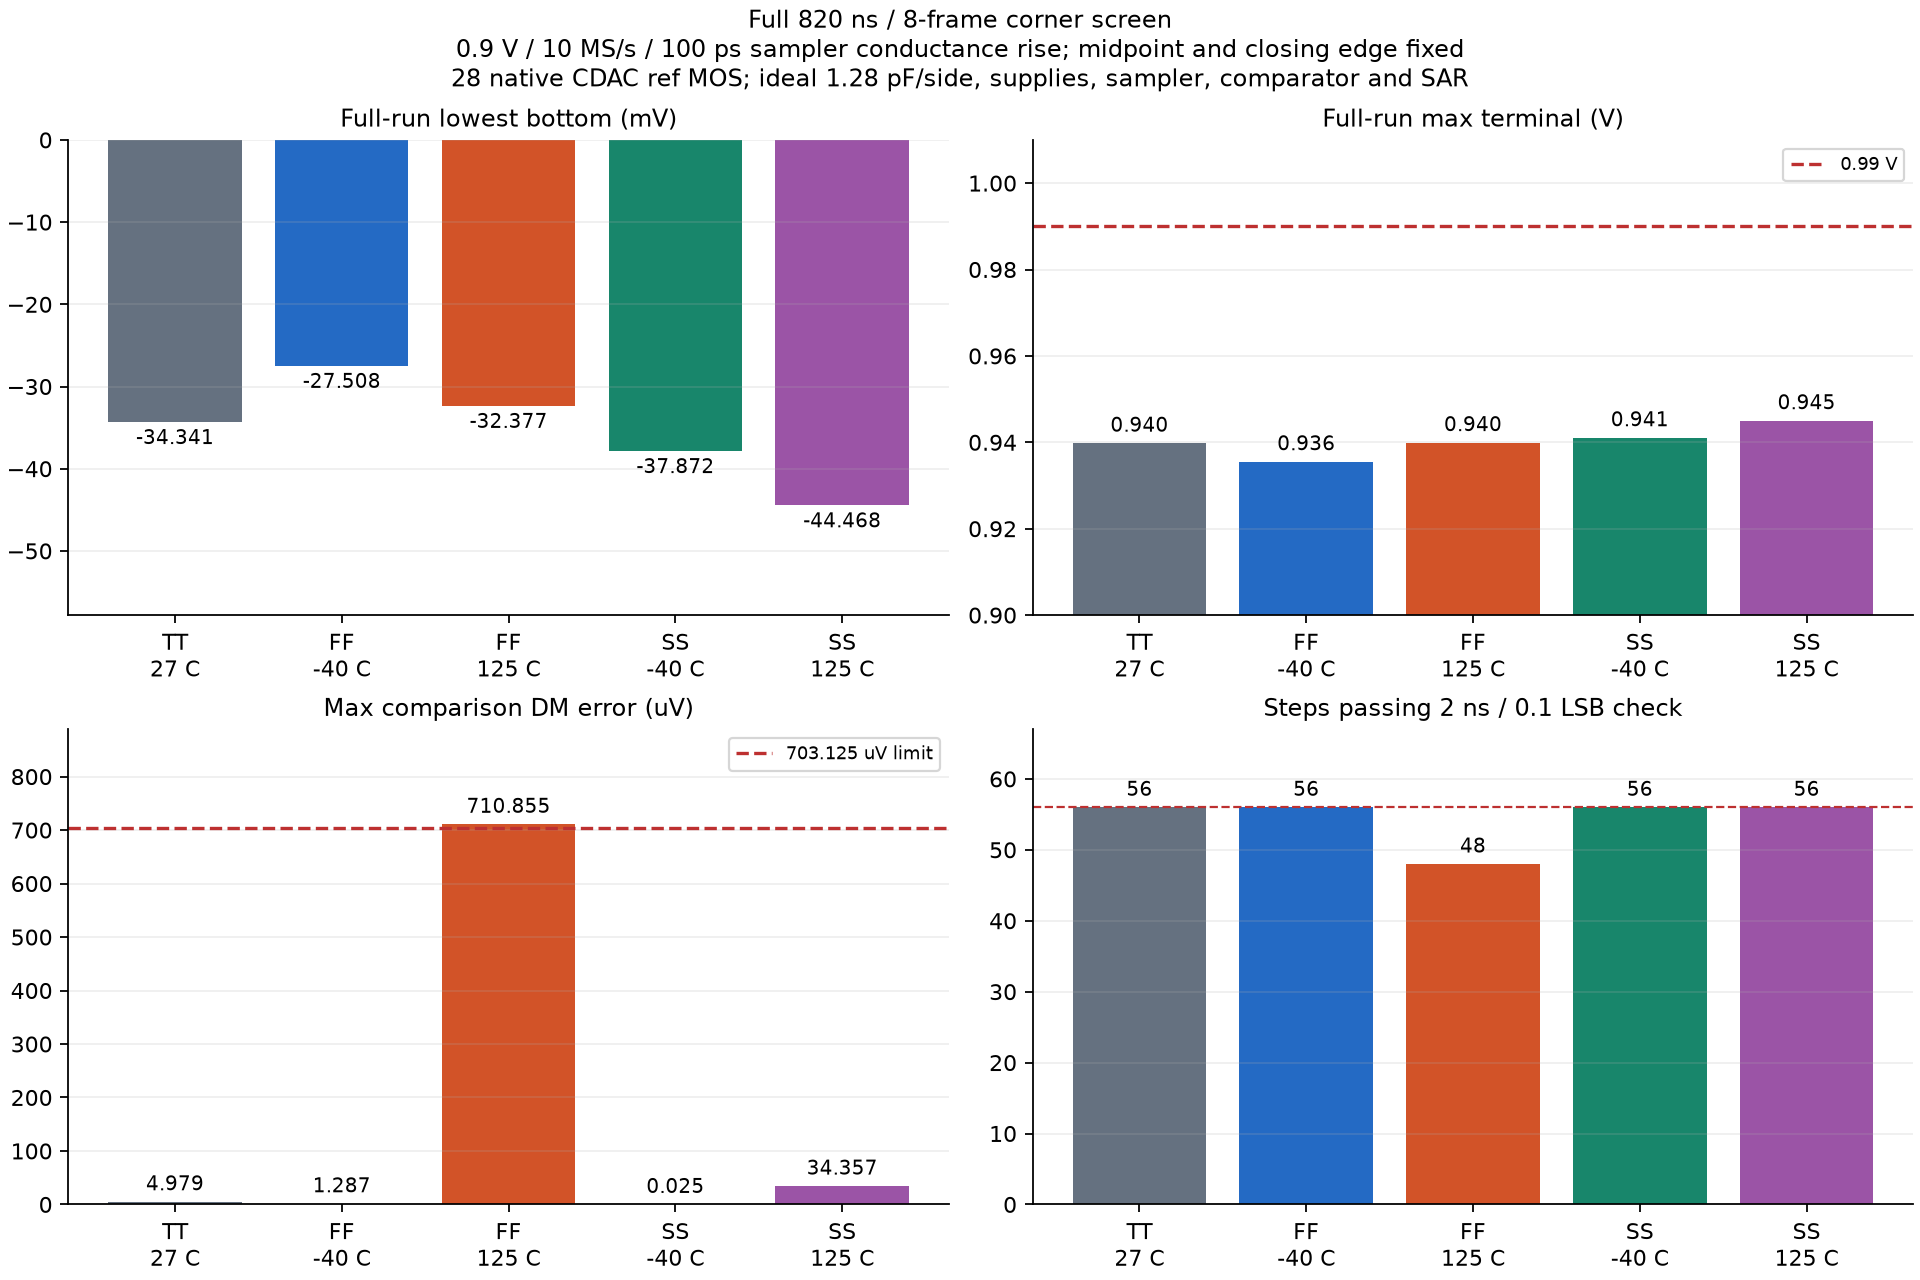 Full 820 ns / 8-frame corner screen
0.9 V / 10 MS/s / 100 ps sampler conductance rise; midpoint and closing edge fixed
28 native CDAC ref MOS; ideal 1.28 pF/side, supplies, sampler, comparator and SAR
Full-run lowest bottom (mV)
0
−10
−20
−30
−40
−50
-34.341
-27.508
-32.377
-37.872
-44.468
TT
27 C
FF
-40 C
FF
125 C
SS
-40 C
SS
125 C
Full-run max terminal (V)
0.99 V
1.00
0.98
0.96
0.94
0.92
0.90
0.940
0.936
0.940
0.941
0.945
TT
27 C
FF
-40 C
FF
125 C
SS
-40 C
SS
125 C
Max comparison DM error (uV)
703.125 uV limit
800
700
600
500
400
300
200
100
0
4.979
1.287
710.855
0.025
34.357
TT
27 C
FF
-40 C
FF
125 C
SS
-40 C
SS
125 C
Steps passing 2 ns / 0.1 LSB check
60
50
40
30
20
10
0
56
56
48
56
56
TT
27 C
FF
-40 C
FF
125 C
SS
-40 C
SS
125 C